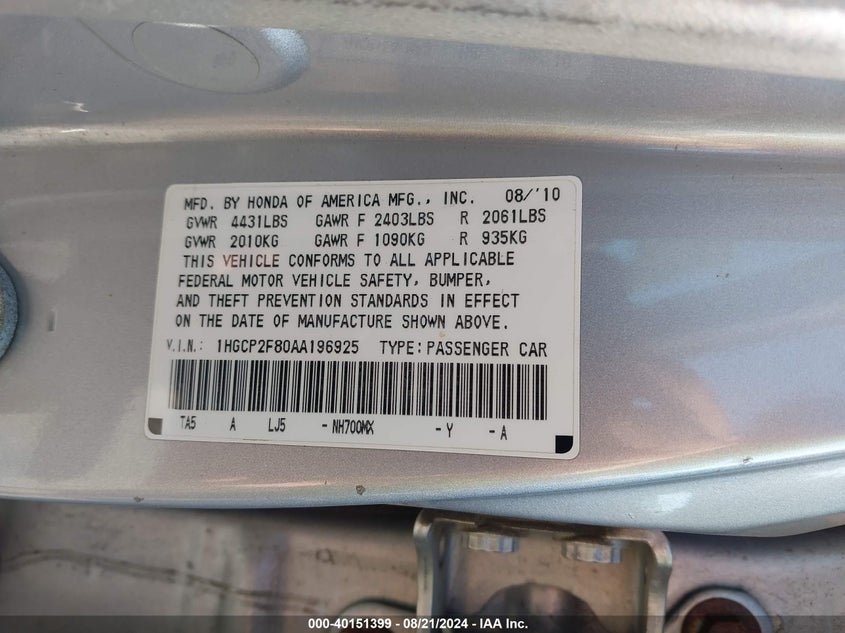 MFD. BY HONDA OF AMERICA MFG., INC. 08/'10
GVWR 4431LBS GAWR F 2403LBS R 2061LBS
GVWR 2010KG GAWR F 1090KG R 935KG
THIS VEHICLE CONFORMS TO ALL APPLICABLE
FEDERAL MOTOR VEHICLE SAFETY, BUMPER,
AND THEFT PREVENTION STANDARDS IN EFFECT
ON THE DATE OF MANUFACTURE SHOWN ABOVE.
V.I.N.: 1HGCP2F80AA196925 TYPE: PASSENGER CAR
TA5 A LJ5 -NH700MX -Y -A
000-40151399 - 08/21/2024 - IAA Inc.